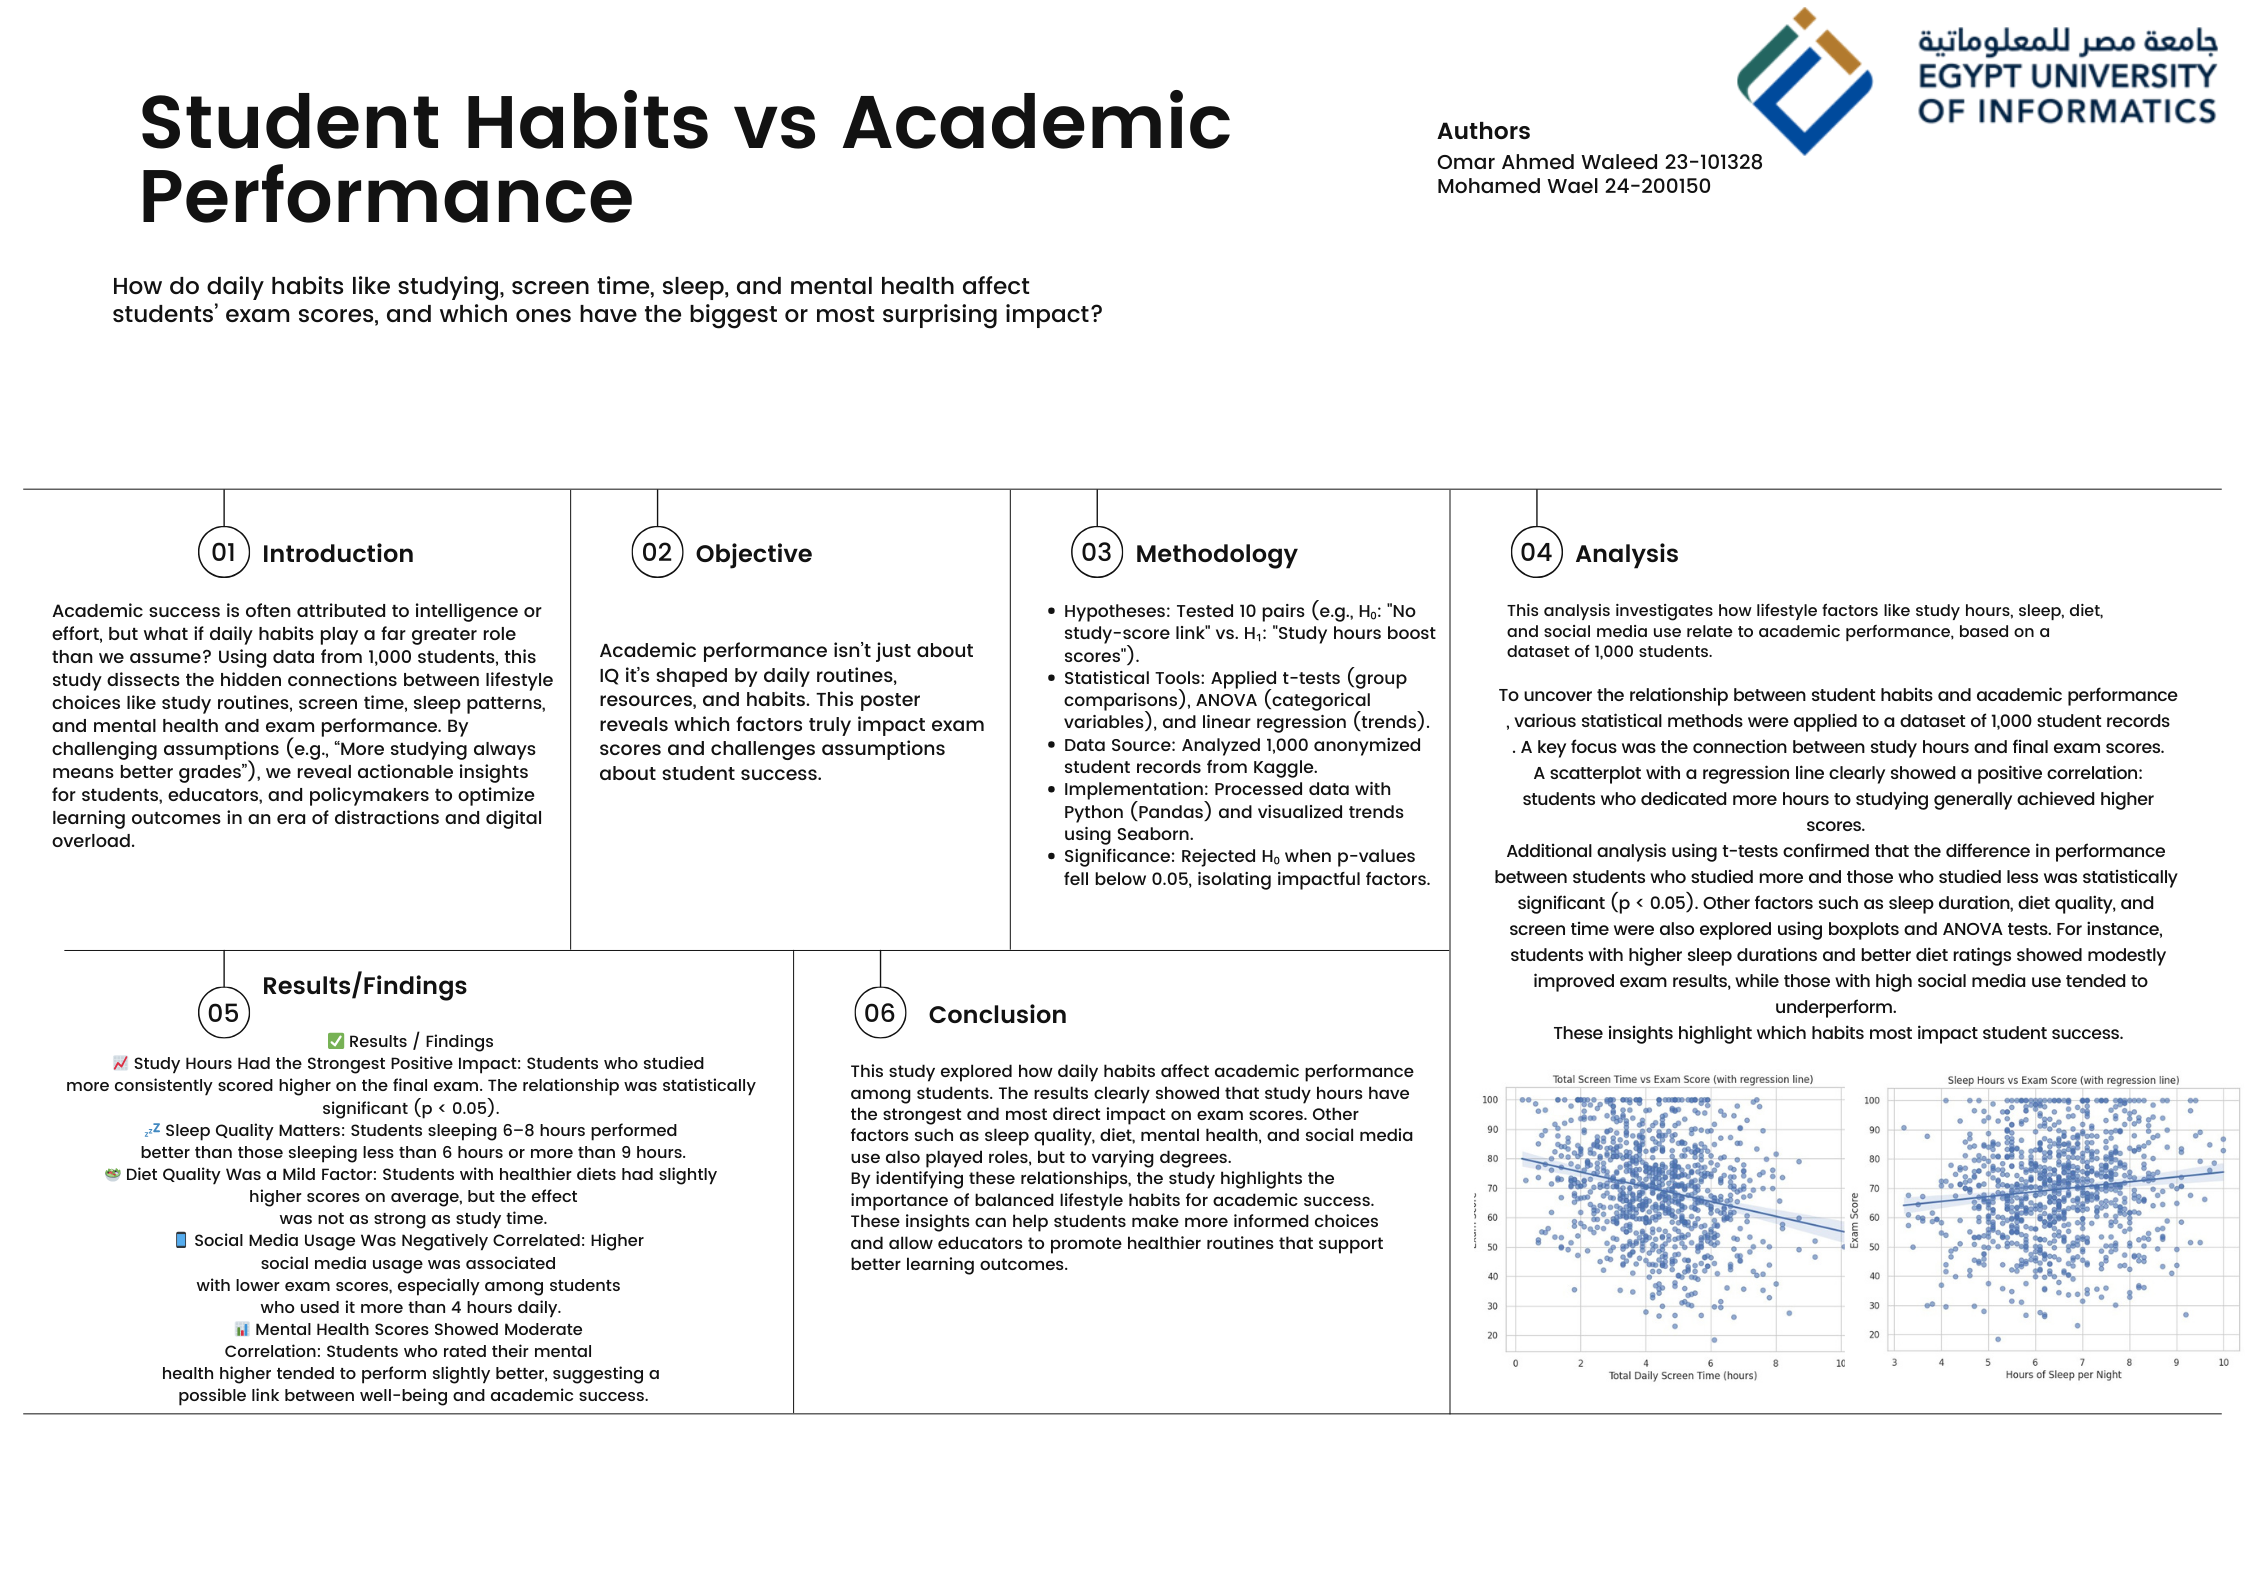 جامعة مصر للمعلوماتية
EGYPT UNIVERSITY
OF INFORMATICS
Student Habits vs Academic
Performance
Authors
Omar Ahmed Waleed 23-101328
Mohamed Wael 24-200150
How do daily habits like studying, screen time, sleep, and mental health affect
students’ exam scores, and which ones have the biggest or most surprising impact?
01 Introduction
Academic success is often attributed to intelligence or
effort, but what if daily habits play a far greater role
than we assume? Using data from 1,000 students, this
study dissects the hidden connections between lifestyle
choices like study routines, screen time, sleep patterns,
and mental health and exam performance. By
challenging assumptions (e.g., “More studying always
means better grades”), we reveal actionable insights
for students, educators, and policymakers to optimize
learning outcomes in an era of distractions and digital
overload.
02 Objective
Academic performance isn’t just about
IQ it’s shaped by daily routines,
resources, and habits. This poster
reveals which factors truly impact exam
scores and challenges assumptions
about student success.
03 Methodology
• Hypotheses: Tested 10 pairs (e.g., H₀: "No
study-score link" vs. H₁: "Study hours boost
scores").
• Statistical Tools: Applied t-tests (group
comparisons), ANOVA (categorical
variables), and linear regression (trends).
• Data Source: Analyzed 1,000 anonymized
student records from Kaggle.
• Implementation: Processed data with
Python (Pandas) and visualized trends
using Seaborn.
• Significance: Rejected H₀ when p-values
fell below 0.05, isolating impactful factors.
04 Analysis
This analysis investigates how lifestyle factors like study hours, sleep, diet,
and social media use relate to academic performance, based on a
dataset of 1,000 students.
To uncover the relationship between student habits and academic performance
, various statistical methods were applied to a dataset of 1,000 student records
. A key focus was the connection between study hours and final exam scores.
A scatterplot with a regression line clearly showed a positive correlation:
students who dedicated more hours to studying generally achieved higher
scores.
Additional analysis using t-tests confirmed that the difference in performance
between students who studied more and those who studied less was statistically
significant (p < 0.05). Other factors such as sleep duration, diet quality, and
screen time were also explored using boxplots and ANOVA tests. For instance,
students with higher sleep durations and better diet ratings showed modestly
improved exam results, while those with high social media use tended to
underperform.
These insights highlight which habits most impact student success.
Total Screen Time vs Exam Score (with regression line)
100
90
80
70
60
50
40
30
20
0 2 4 6 8 10
Total Daily Screen Time (hours)
Sleep Hours vs Exam Score (with regression line)
Exam Score
100
90
80
70
60
50
40
30
20
3 4 5 6 7 8 9 10
Hours of Sleep per Night
05 Results/Findings
✅ Results / Findings
📈 Study Hours Had the Strongest Positive Impact: Students who studied
more consistently scored higher on the final exam. The relationship was statistically
significant (p < 0.05).
💤 Sleep Quality Matters: Students sleeping 6–8 hours performed
better than those sleeping less than 6 hours or more than 9 hours.
🥗 Diet Quality Was a Mild Factor: Students with healthier diets had slightly
higher scores on average, but the effect
was not as strong as study time.
📱 Social Media Usage Was Negatively Correlated: Higher
social media usage was associated
with lower exam scores, especially among students
who used it more than 4 hours daily.
📊 Mental Health Scores Showed Moderate
Correlation: Students who rated their mental
health higher tended to perform slightly better, suggesting a
possible link between well-being and academic success.
06 Conclusion
This study explored how daily habits affect academic performance
among students. The results clearly showed that study hours have
the strongest and most direct impact on exam scores. Other
factors such as sleep quality, diet, mental health, and social media
use also played roles, but to varying degrees.
By identifying these relationships, the study highlights the
importance of balanced lifestyle habits for academic success.
These insights can help students make more informed choices
and allow educators to promote healthier routines that support
better learning outcomes.